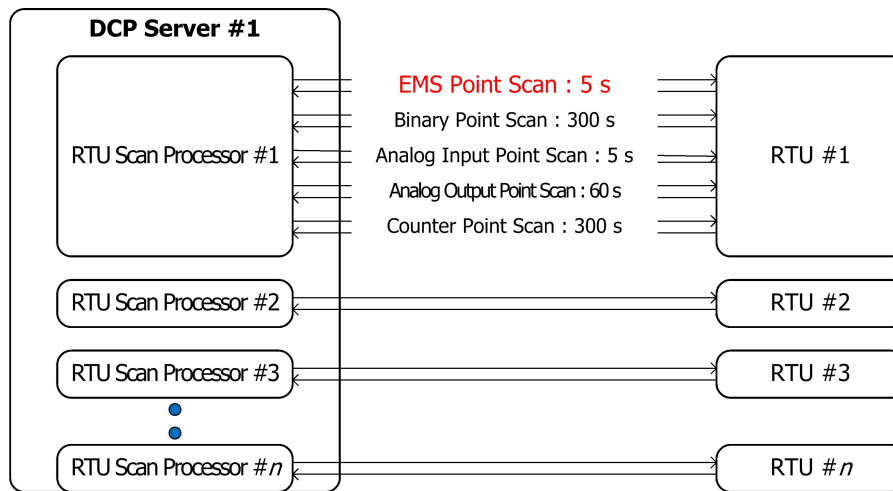 DCP Server #1
RTU Scan Processor #1
EMS Point Scan : 5 s
Binary Point Scan : 300 s
Analog Input Point Scan : 5 s
Analog Output Point Scan : 60 s
Counter Point Scan : 300 s
RTU #1
RTU Scan Processor #2
RTU #2
RTU Scan Processor #3
RTU #3
RTU Scan Processor #n
RTU #n